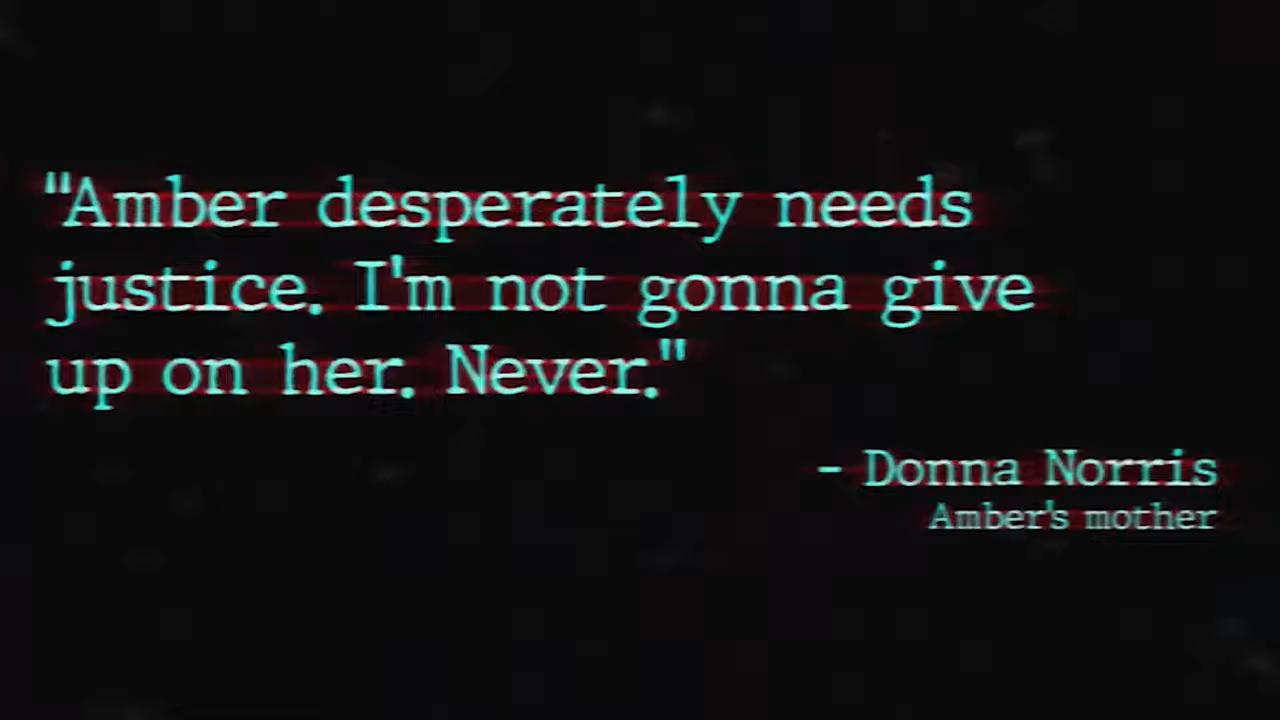 "Amber desperately needs
justice. I'm not gonna give
up on her. Never."
- Donna Norris
Amber's mother